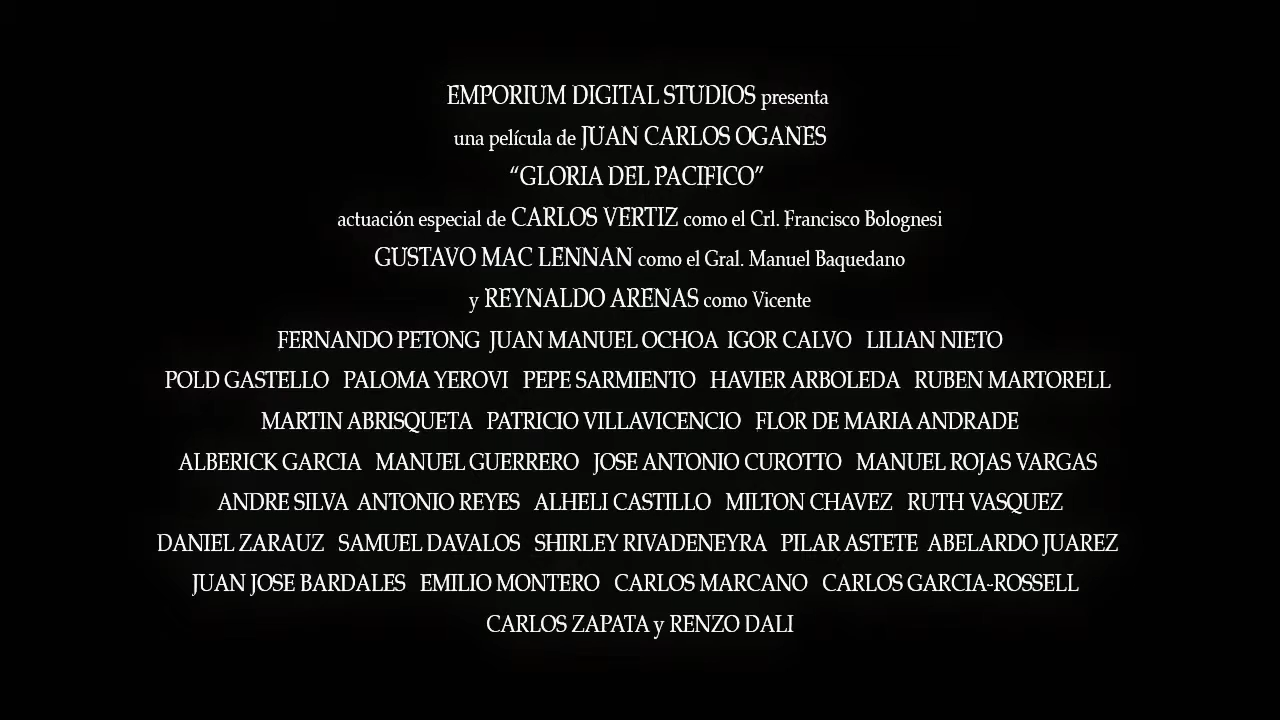 EMPORIUM DIGITAL STUDIOS presenta
una película de JUAN CARLOS OGANES
“GLORIA DEL PACIFICO”
actuación especial de CARLOS VERTIZ como el Crl. Francisco Bolognesi
GUSTAVO MAC LENNAN como el Gral. Manuel Baquedano
y REYNALDO ARENAS como Vicente
FERNANDO PETONG JUAN MANUEL OCHOA IGOR CALVO LILIAN NIETO
POLD GASTELLO PALOMA YEROVI PEPE SARMIENTO HAVIER ARBOLEDA RUBEN MARTORELL
MARTIN ABRISQUETA PATRICIO VILLAVICENCIO FLOR DE MARIA ANDRADE
ALBERICK GARCIA MANUEL GUERRERO JOSE ANTONIO CUROTTO MANUEL ROJAS VARGAS
ANDRE SILVA ANTONIO REYES ALHELI CASTILLO MILTON CHAVEZ RUTH VASQUEZ
DANIEL ZARAUZ SAMUEL DAVALOS SHIRLEY RIVADENEYRA PILAR ASTETE ABELARDO JUAREZ
JUAN JOSE BARDALES EMILIO MONTERO CARLOS MARCANO CARLOS GARCIA-ROSSELL
CARLOS ZAPATA y RENZO DALI